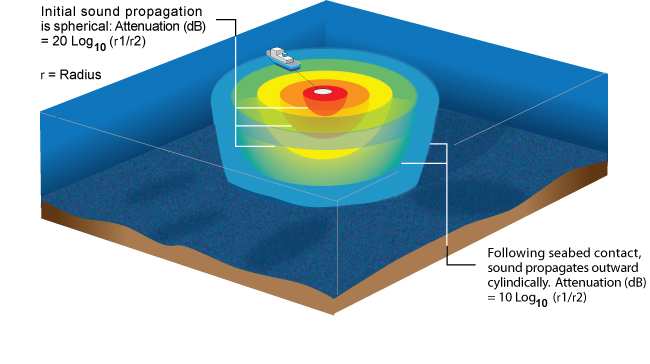 Initial sound propagation
is spherical: Attenuation (dB)
= 20 Log10 (r1/r2)
r = Radius
Following seabed contact,
sound propagates outward
cylindically. Attenuation (dB)
= 10 Log10 (r1/r2)